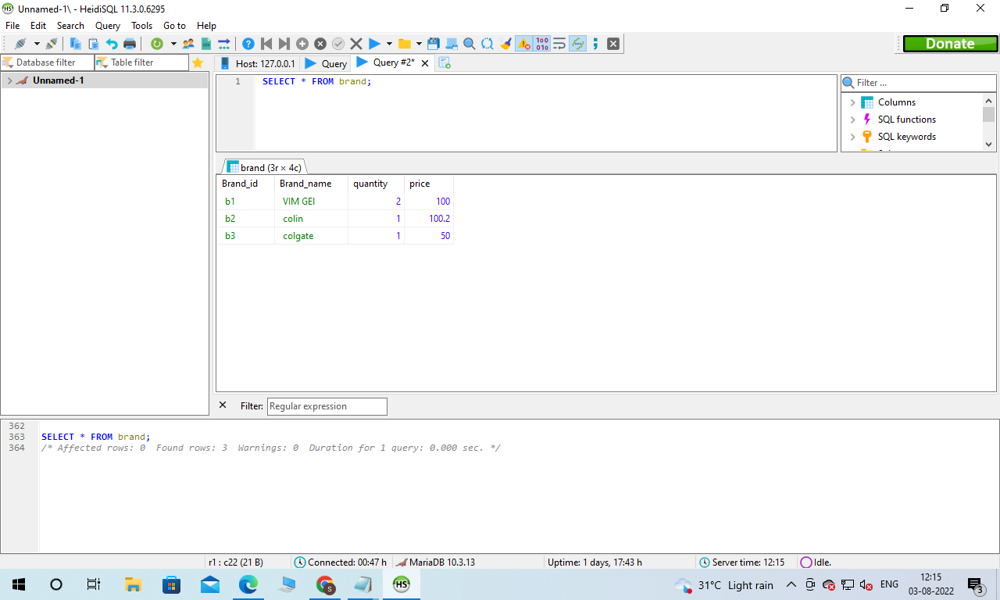 Unnamed-1\ - HeidiSQL 11.3.0.6295
File Edit Search Query Tools Go to Help
Donate
Database filter Table filter Host: 127.0.0.1 Query Query #2*
Unnamed-1
1 SELECT * FROM brand;
Filter ...
Columns
SQL functions
SQL keywords
brand (3r × 4c)
Brand_id Brand_name quantity price
b1 VIM GEl 2 100
b2 colin 1 100.2
b3 colgate 1 50
Filter: Regular expression
362
363 SELECT * FROM brand;
364 /* Affected rows: 0 Found rows: 3 Warnings: 0 Duration for 1 query: 0.000 sec. */
r1 : c22 (21 B) Connected: 00:47 h MariaDB 10.3.13 Uptime: 1 days, 17:43 h Server time: 12:15 Idle.
HS 31°C Light rain ENG 12:15
03-08-2022 3